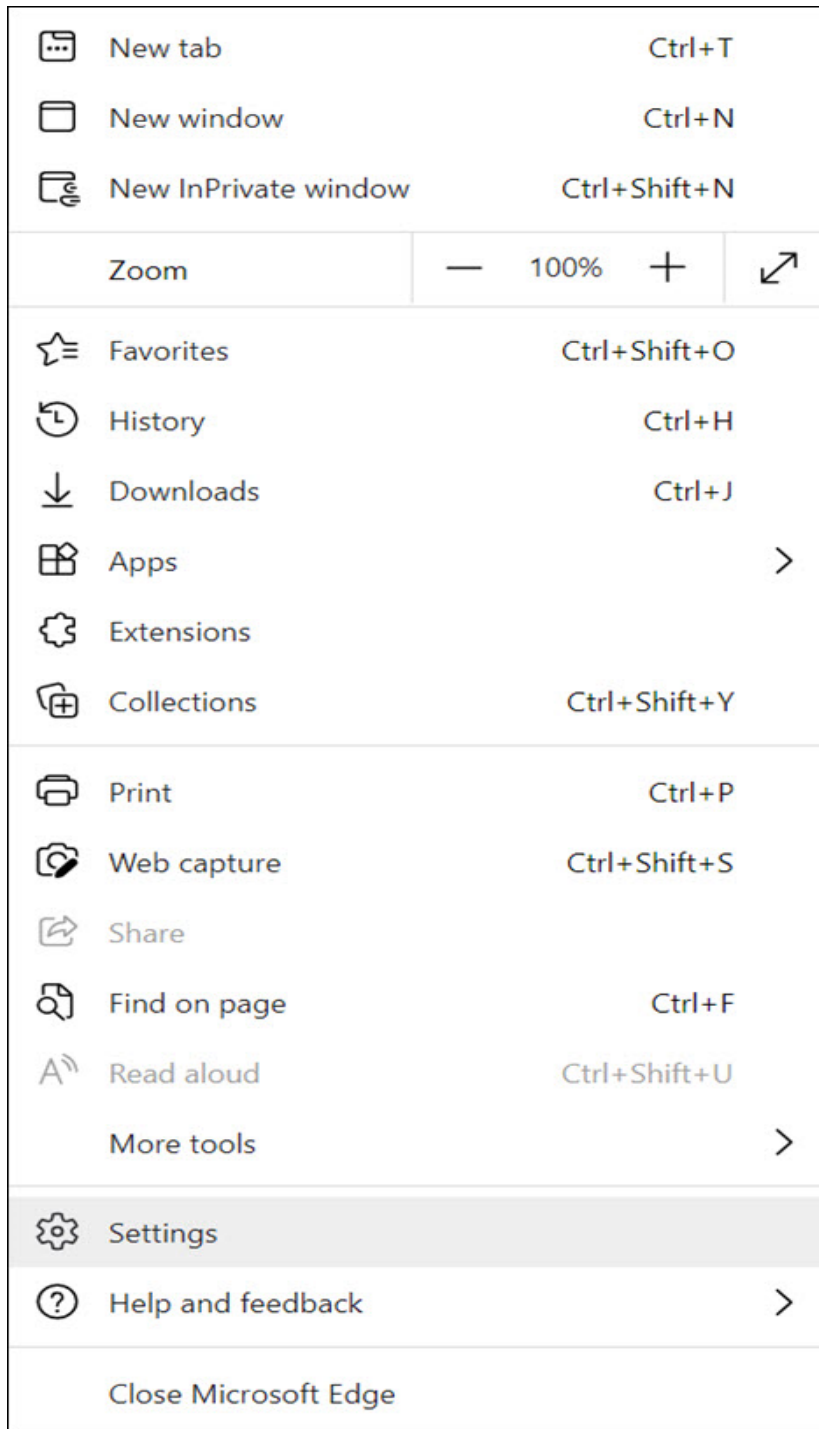 New tab Ctrl+T
New window Ctrl+N
New InPrivate window Ctrl+Shift+N
Zoom — 100% +
Favorites Ctrl+Shift+O
History Ctrl+H
Downloads Ctrl+J
Apps
Extensions
Collections Ctrl+Shift+Y
Print Ctrl+P
Web capture Ctrl+Shift+S
Share
Find on page Ctrl+F
Read aloud Ctrl+Shift+U
More tools
Settings
Help and feedback
Close Microsoft Edge